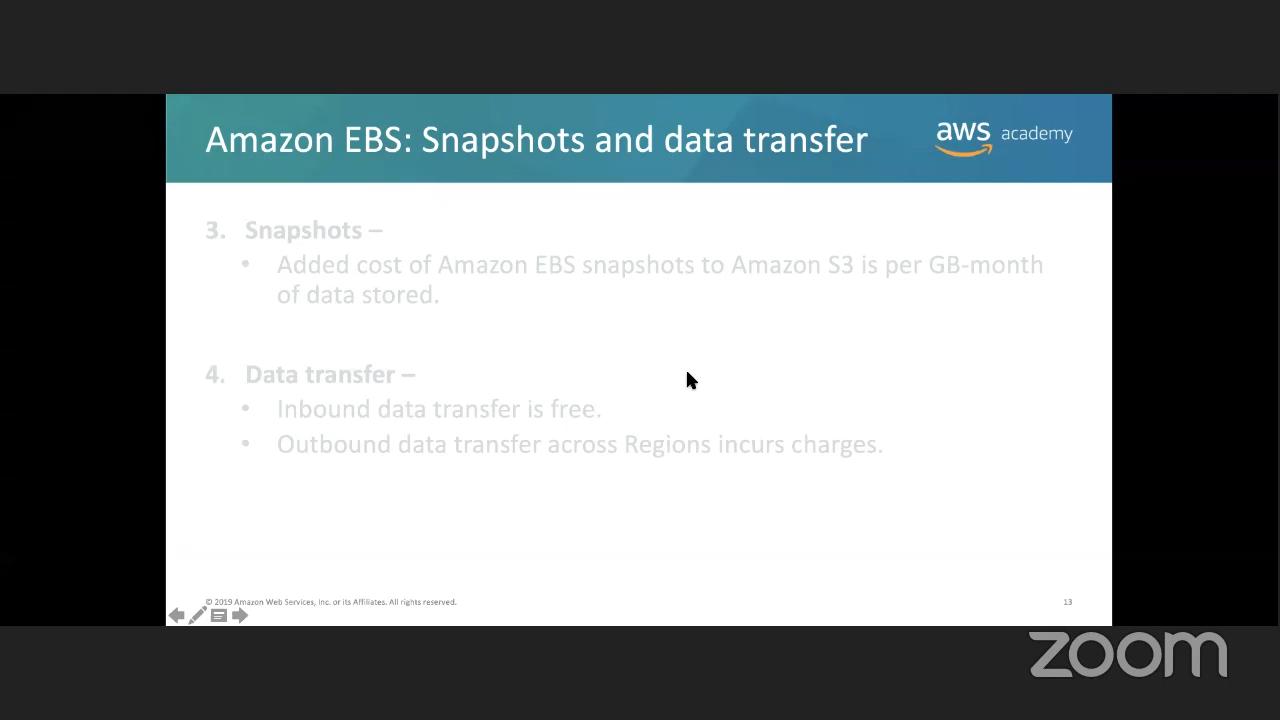 Amazon EBS: Snapshots and data transfer
aws academy
3. Snapshots –
• Added cost of Amazon EBS snapshots to Amazon S3 is per GB-month
of data stored.
4. Data transfer –
• Inbound data transfer is free.
• Outbound data transfer across Regions incurs charges.
© 2019 Amazon Web Services, Inc. or its Affiliates. All rights reserved.
13
zoom